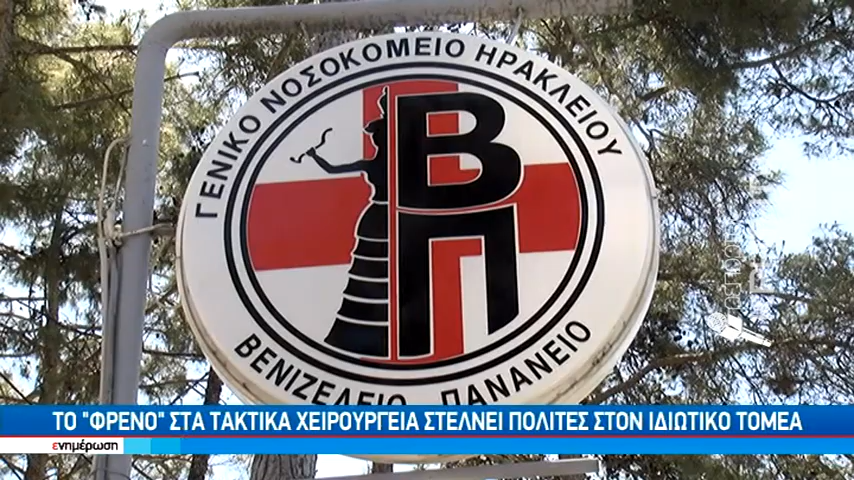 ΓΕΝΙΚΟ ΝΟΣΟΚΟΜΕΙΟ ΗΡΑΚΛΕΙΟΥ
ΒΠ
ΒΕΝΙΖΕΛΕΙΟ - ΠΑΝΑΝΕΙΟ
ΤΟ "ΦΡΕΝΟ" ΣΤΑ ΤΑΚΤΙΚΑ ΧΕΙΡΟΥΡΓΕΙΑ ΣΤΕΛΝΕΙ ΠΟΛΙΤΕΣ ΣΤΟΝ ΙΔΙΩΤΙΚΟ ΤΟΜΕΑ
ενημέρωση